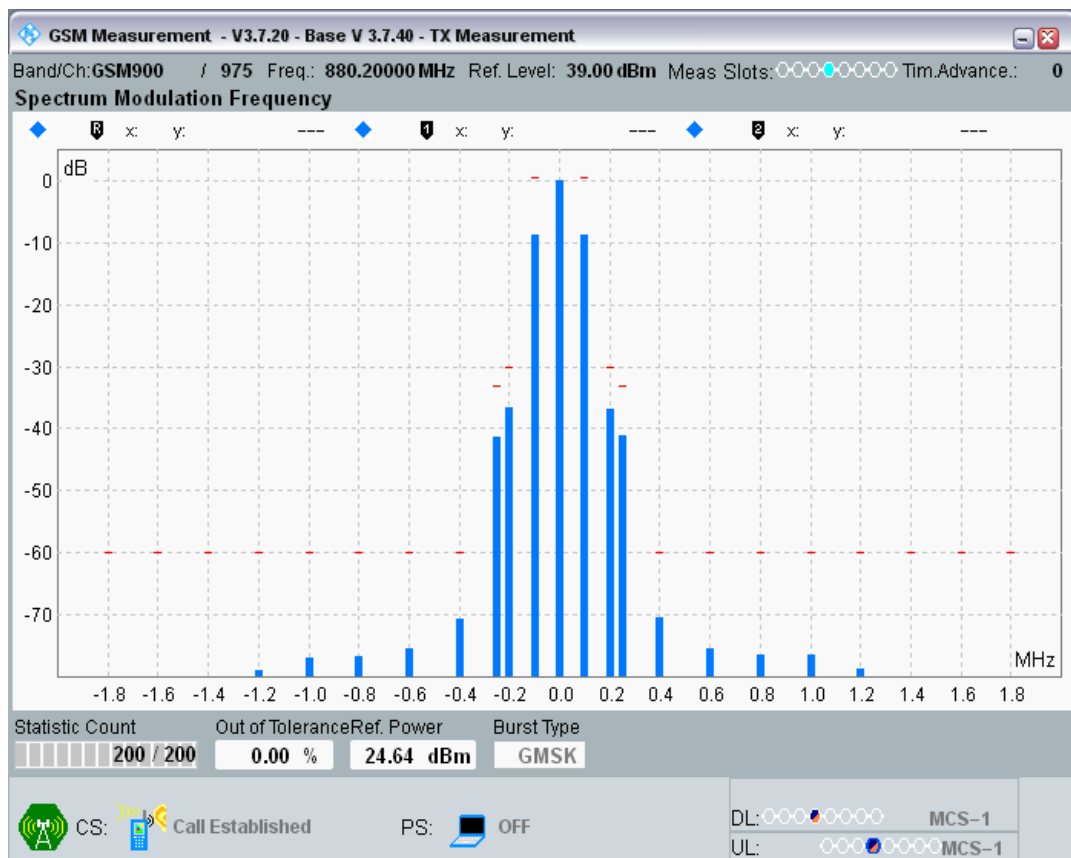 GSM Measurement - V3.7.20 - Base V 3.7.40 - TX Measurement
Band/Ch:GSM900 / 975 Freq.: 880.20000 MHz Ref. Level: 39.00 dBm Meas Slots: Tim.Advance.: 0
Spectrum Modulation Frequency
R x: y: --- 1 x: y: --- 2 x: y: ---
dB
0
-10
-20
-30
-40
-50
-60
-70
MHz
-1.8 -1.6 -1.4 -1.2 -1.0 -0.8 -0.6 -0.4 -0.2 0.0 0.2 0.4 0.6 0.8 1.0 1.2 1.4 1.6 1.8
Statistic Count Out of Tolerance Ref. Power Burst Type
200 / 200 0.00 % 24.64 dBm GMSK
CS: Call Established PS: OFF
DL: MCS-1
UL: MCS-1